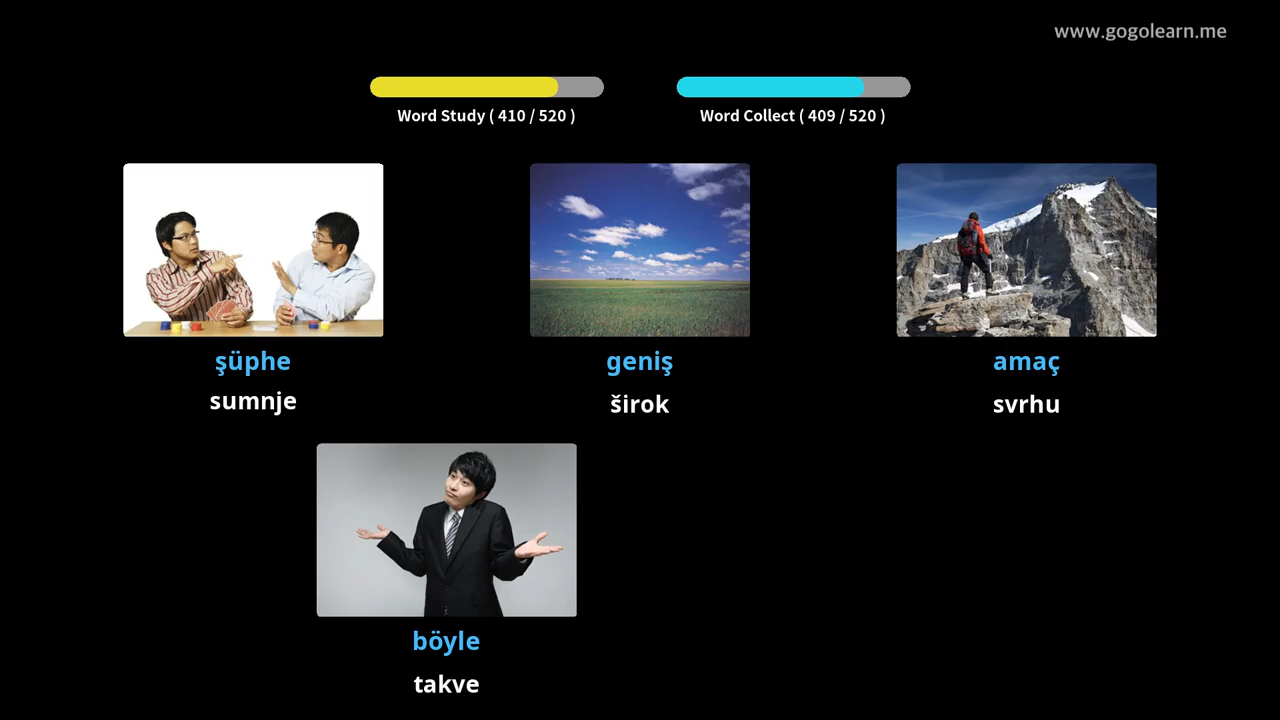 www.gogolearn.me
Word Study ( 410 / 520 )
Word Collect ( 409 / 520 )
şüphe
sumnje
geniş
širok
amaç
svrhu
böyle
takve